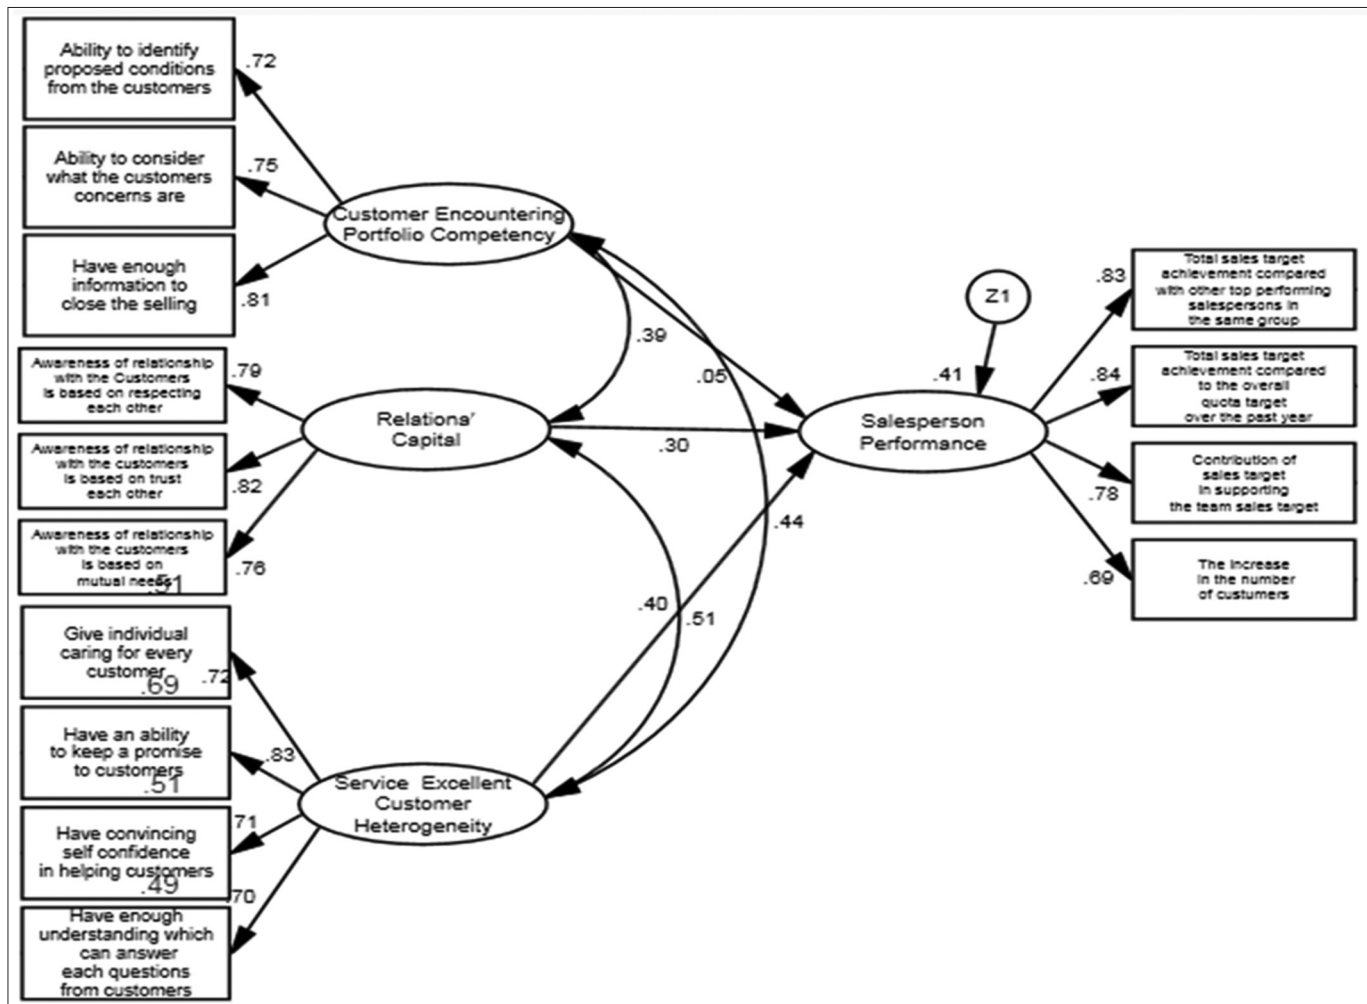 Ability to identify
proposed conditions
from the customers
.72
Ability to consider
what the customers
concerns are
.75
Have enough
information to
close the selling
.81
Customer Encountering
Portfolio Competency
Awareness of relationship
with the Customers
is based on respecting
each other
.79
Awareness of relationship
with the customers
is based on trust
each other
.82
Awareness of relationship
with the customers
is based on
mutual needs
.51
.76
Relational
Capital
Give individual
caring for every
customer
.69
.72
Have an ability
to keep a promise
to customers
.51
.83
Have convincing
self confidence
in helping customers
.49
.71
Have enough
understanding which
can answer
each questions
from customers
.70
Service Excellent
Customer
Heterogeneity
.39
.05
.30
.44
.40
.51
Z1
.41
Salesperson
Performance
.83
Total sales target
achievement compared
with other top performing
salespersons in
the same group
.84
Total sales target
achievement compared
to the overall
quota target
over the past year
.78
Contribution of
sales target
in supporting
the team sales target
.69
The increase
in the number
of custumers